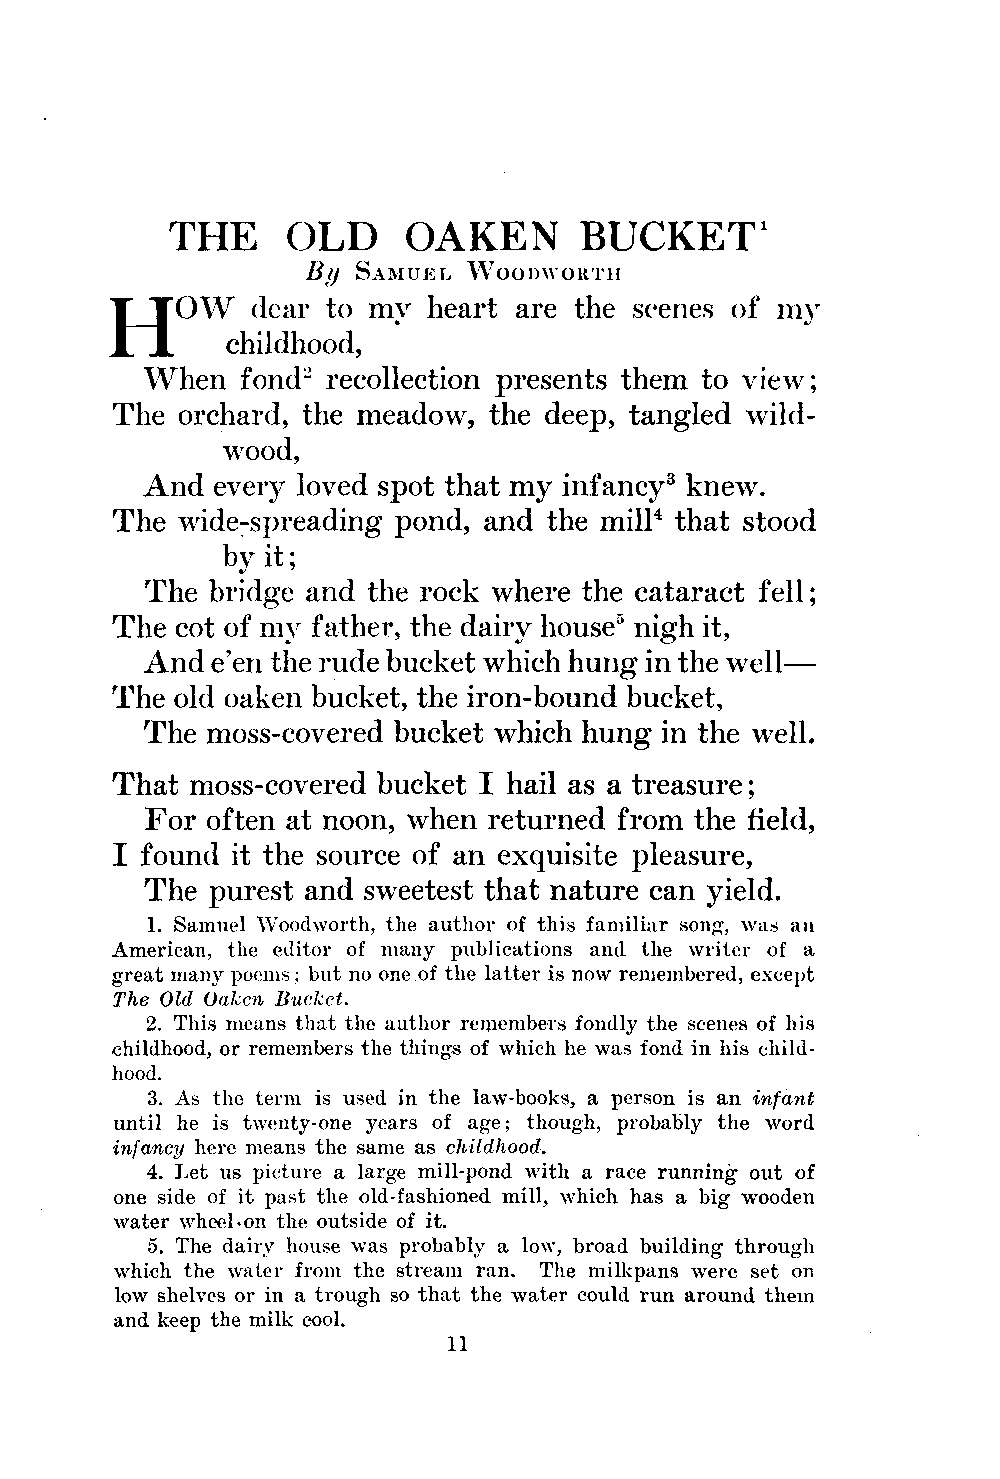 THE OLD OAKEN BUCKET¹
By SAMUEL WOODWORTH
HOW dear to my heart are the scenes of my
childhood,
When fond² recollection presents them to view;
The orchard, the meadow, the deep, tangled wild-
wood,
And every loved spot that my infancy³ knew.
The wide-spreading pond, and the mill⁴ that stood
by it;
The bridge and the rock where the cataract fell;
The cot of my father, the dairy house⁵ nigh it,
And e'en the rude bucket which hung in the well—
The old oaken bucket, the iron-bound bucket,
The moss-covered bucket which hung in the well.
That moss-covered bucket I hail as a treasure;
For often at noon, when returned from the field,
I found it the source of an exquisite pleasure,
The purest and sweetest that nature can yield.
1. Samuel Woodworth, the author of this familiar song, was an
American, the editor of many publications and the writer of a
great many poems; but no one of the latter is now remembered, except
The Old Oaken Bucket.
2. This means that the author remembers fondly the scenes of his
childhood, or remembers the things of which he was fond in his child-
hood.
3. As the term is used in the law-books, a person is an infant
until he is twenty-one years of age; though, probably the word
infancy here means the same as childhood.
4. Let us picture a large mill-pond with a race running out of
one side of it past the old-fashioned mill, which has a big wooden
water wheel on the outside of it.
5. The dairy house was probably a low, broad building through
which the water from the stream ran. The milkpans were set on
low shelves or in a trough so that the water could run around them
and keep the milk cool.
11